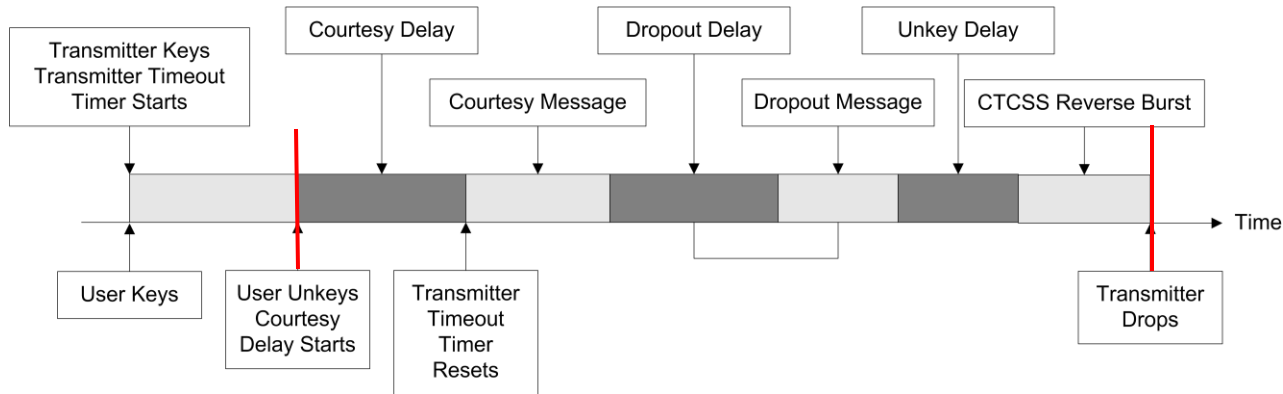 Transmitter Keys
Transmitter Timeout
Timer Starts
Courtesy Delay
Dropout Delay
Unkey Delay
Courtesy Message
Dropout Message
CTCSS Reverse Burst
Time
User Keys
User Unkeys
Courtesy
Delay Starts
Transmitter
Timeout
Timer
Resets
Transmitter
Drops